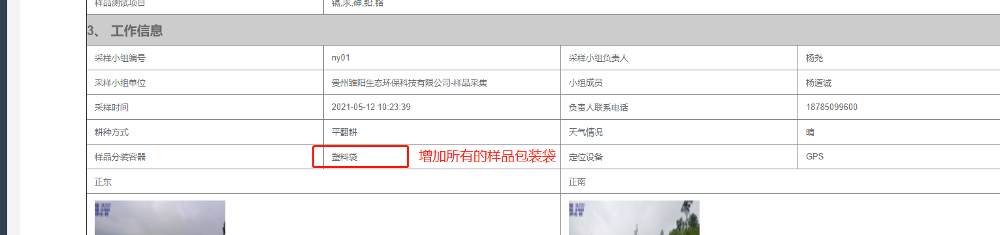 样品测试项目 镉,汞,砷,铅,铬
3、 工作信息
采样小组编号 ny01 采样小组负责人 杨尧
采样小组单位 贵州雏阳生态环保科技有限公司-样品采集 小组成员 杨道诚
采样时间 2021-05-12 10:23:39 负责人联系电话 18785099600
耕种方式 平翻耕 天气情况 晴
样品分装容器 塑料袋 增加所有的样品包装袋 定位设备 GPS
正东 正南